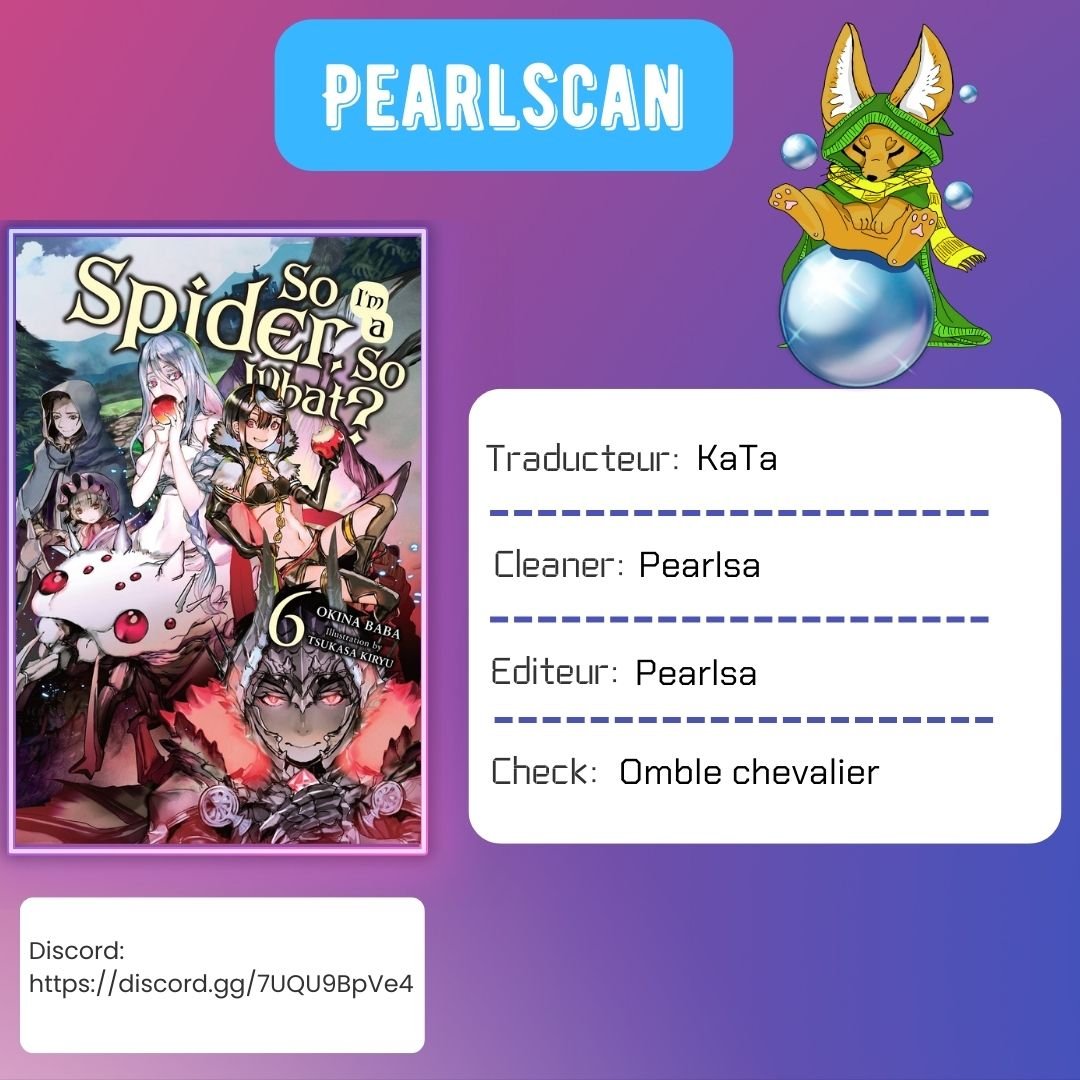 PEARLSCAN
So I'm a
Spider, So
What?
6
OKINA BABA
Illustration by
TSUKASA KIRYU
Traducteur: KaTa
Cleaner: Pearlsa
Editeur: Pearlsa
Check: Omble chevalier
Discord:
https://discord.gg/7UQU9BpVe4